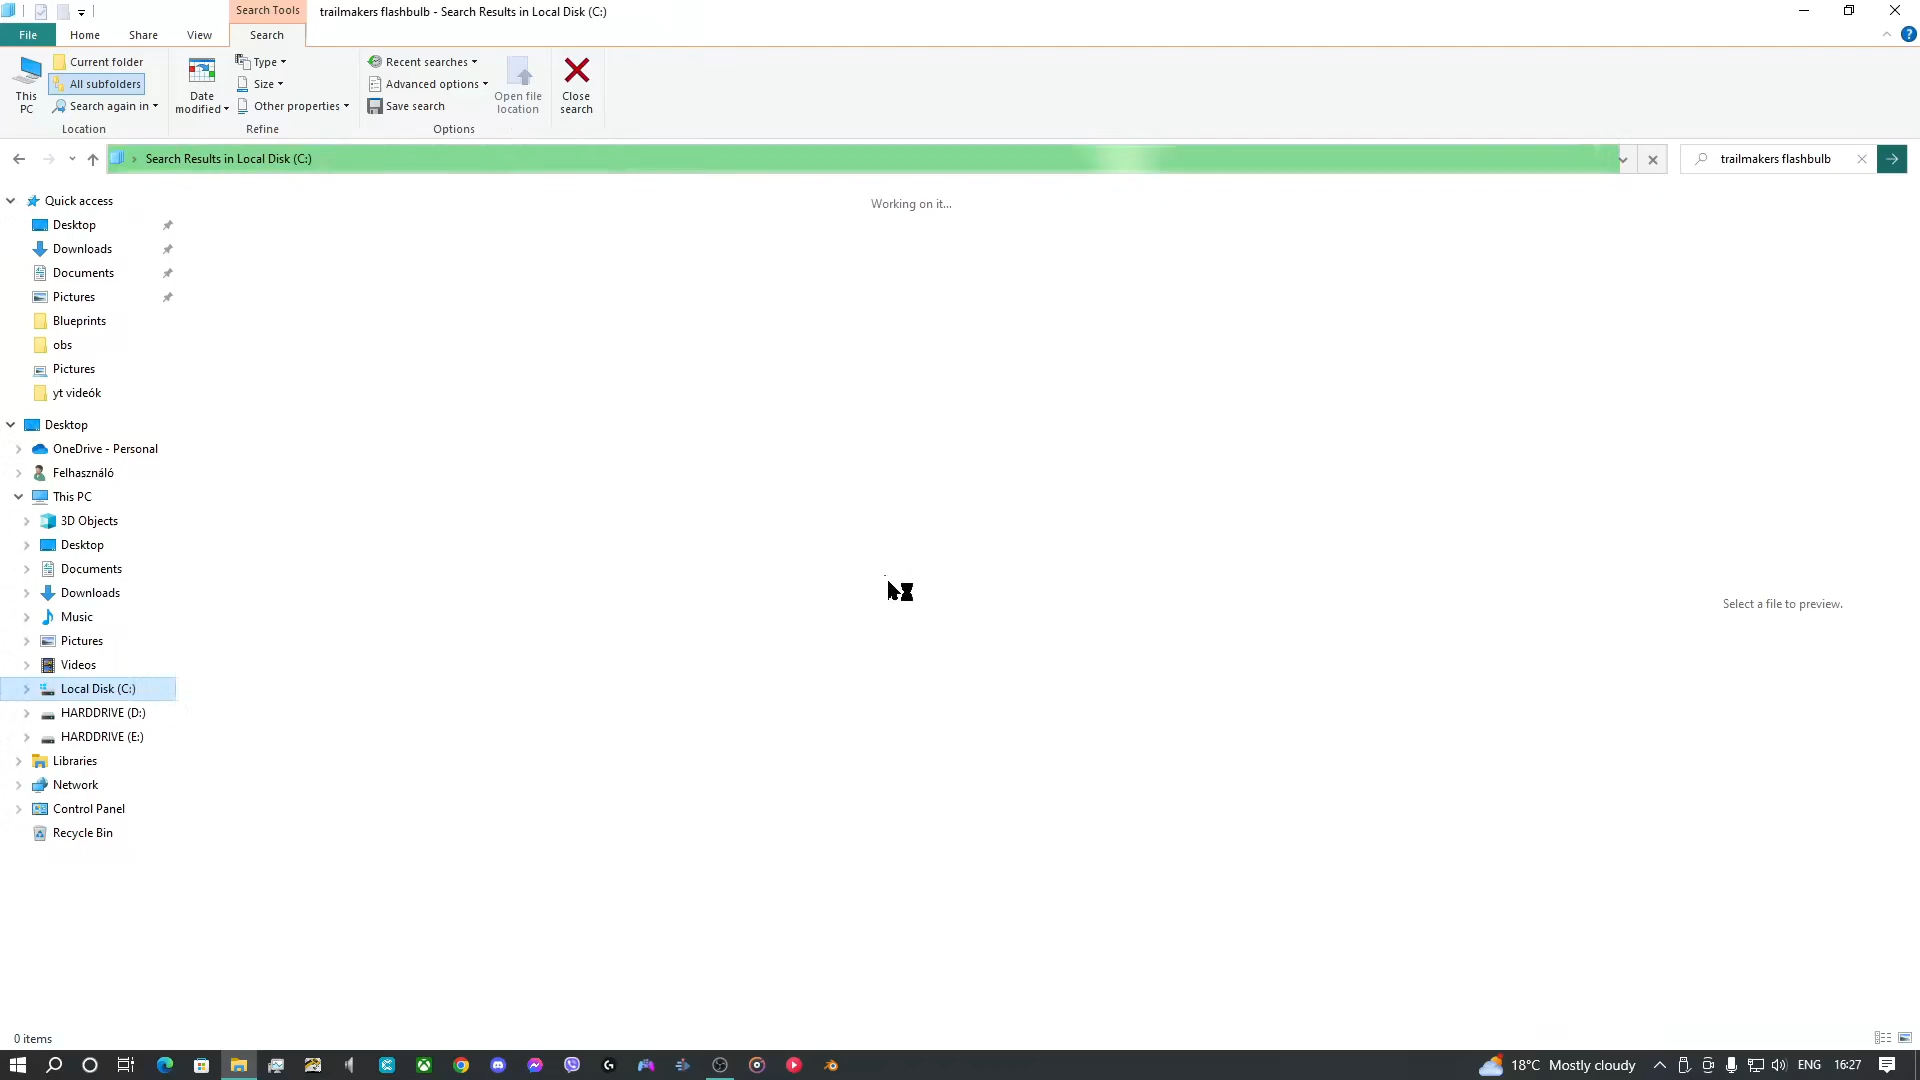 Search Tools
trailmakers flashbulb - Search Results in Local Disk (C:)
File
Home
Share
View
Search
This PC
Current folder
All subfolders
Search again in
Location
Date modified
Type
Size
Other properties
Refine
Recent searches
Advanced options
Save search
Options
Open file location
Close search
Search Results in Local Disk (C:)
trailmakers flashbulb
Quick access
Desktop
Downloads
Documents
Pictures
Blueprints
obs
Pictures
yt videók
Desktop
OneDrive - Personal
Felhasználó
This PC
3D Objects
Desktop
Documents
Downloads
Music
Pictures
Videos
Local Disk (C:)
HARDDRIVE (D:)
HARDDRIVE (E:)
Libraries
Network
Control Panel
Recycle Bin
Working on it...
Select a file to preview.
0 items
18°C Mostly cloudy
ENG
16:27